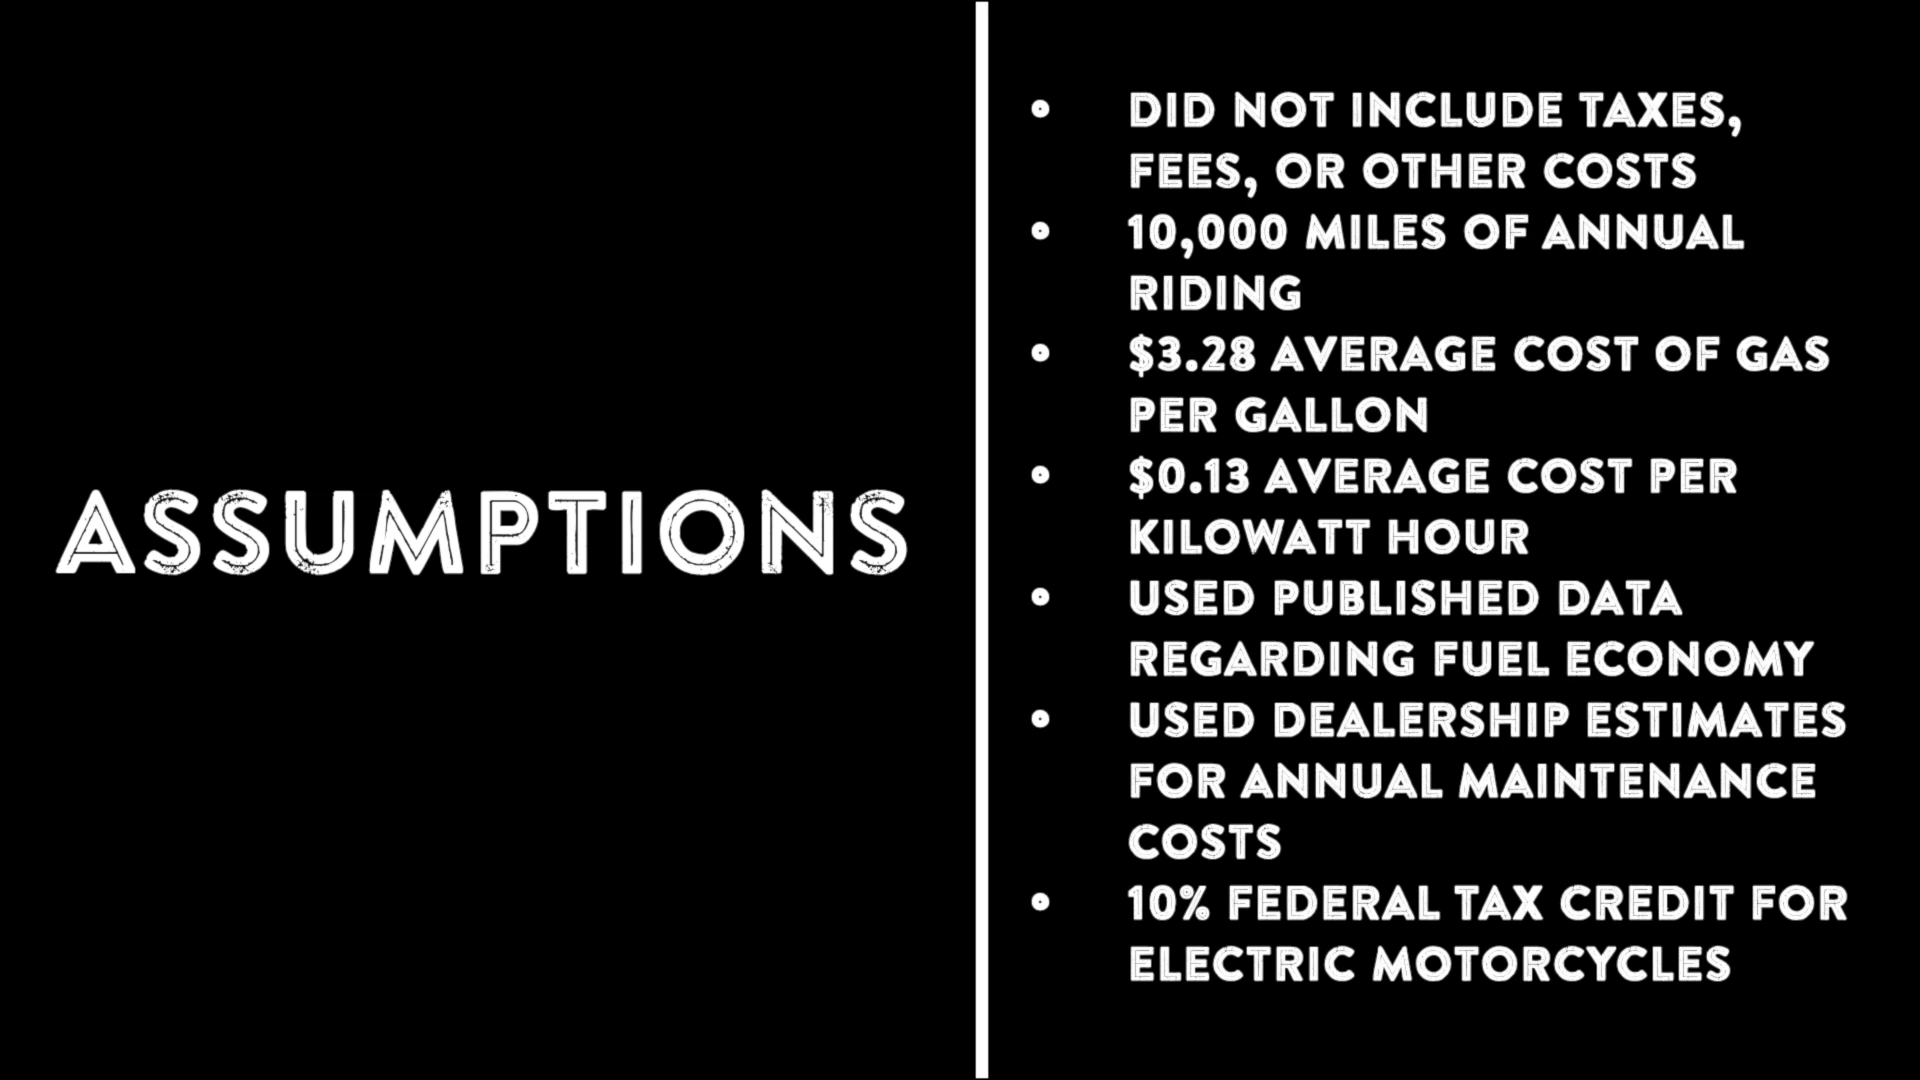 ASSUMPTIONS
• DID NOT INCLUDE TAXES,
FEES, OR OTHER COSTS
• 10,000 MILES OF ANNUAL
RIDING
• $3.28 AVERAGE COST OF GAS
PER GALLON
• $0.13 AVERAGE COST PER
KILOWATT HOUR
• USED PUBLISHED DATA
REGARDING FUEL ECONOMY
• USED DEALERSHIP ESTIMATES
FOR ANNUAL MAINTENANCE
COSTS
• 10% FEDERAL TAX CREDIT FOR
ELECTRIC MOTORCYCLES